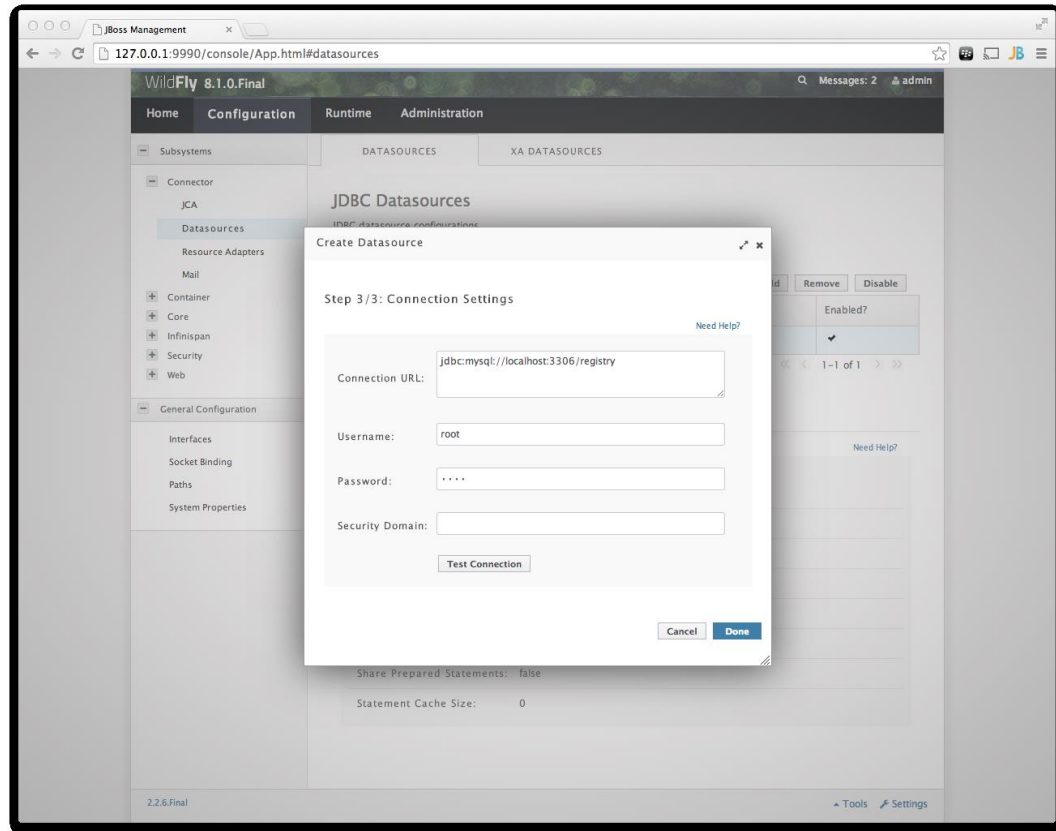 JBoss Management
127.0.0.1:9990/console/App.html#datasources
JB
WildFly 8.1.0.Final
Messages: 2 admin
Home Configuration Runtime Administration
Subsystems
DATASOURCES XA DATASOURCES
Connector
JCA
Datasources
Resource Adapters
Mail
Container
Core
Infinispan
Security
Web
General Configuration
Interfaces
Socket Binding
Paths
System Properties
JDBC Datasources
JDBC datasource configurations
Remove Disable
Enabled?
1-1 of 1
Need Help?
Create Datasource
Step 3/3: Connection Settings
Need Help?
Connection URL: jdbc:mysql://localhost:3306/registry
Username: root
Password: ····
Security Domain:
Test Connection
Cancel Done
Share Prepared Statements: false
Statement Cache Size: 0
2.2.6.Final
Tools Settings